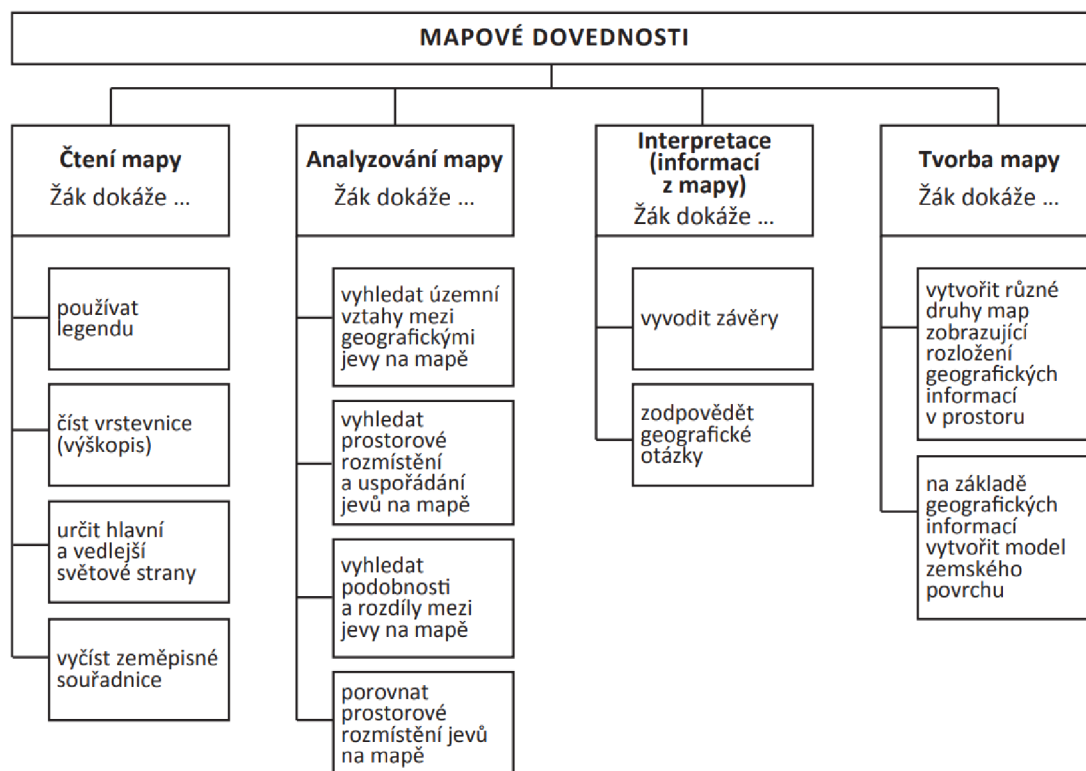 MAPOVÉ DOVEDNOSTI
Čtení mapy
Žák dokáže ...
používat
legendu
číst vrstevnice
(výškopis)
určit hlavní
a vedlejší
světové strany
vyčíst zeměpisné
souřadnice
Analyzování mapy
Žák dokáže ...
vyhledat územní
vztahy mezi
geografickými
jevy na mapě
vyhledat
prostorové
rozmístění
a uspořádání
jevů na mapě
vyhledat
podobnosti
a rozdíly mezi
jevy na mapě
porovnat
prostorové
rozmístění jevů
na mapě
Interpretace
(informací
z mapy)
Žák dokáže ...
vyvodit závěry
zodpovědět
geografické
otázky
Tvorba mapy
Žák dokáže ...
vytvořit různé
druhy map
zobrazující
rozložení
geografických
informací
v prostoru
na základě
geografických
informací
vytvořit model
zemského
povrchu